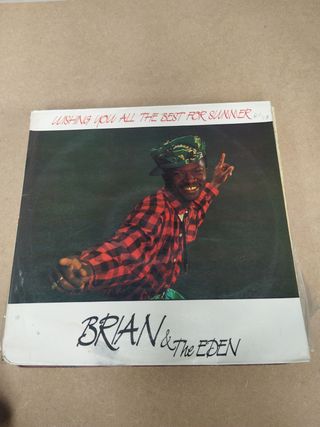 WISHING YOU ALL THE BEST FOR SUMMER
BRIAN & The EDEN